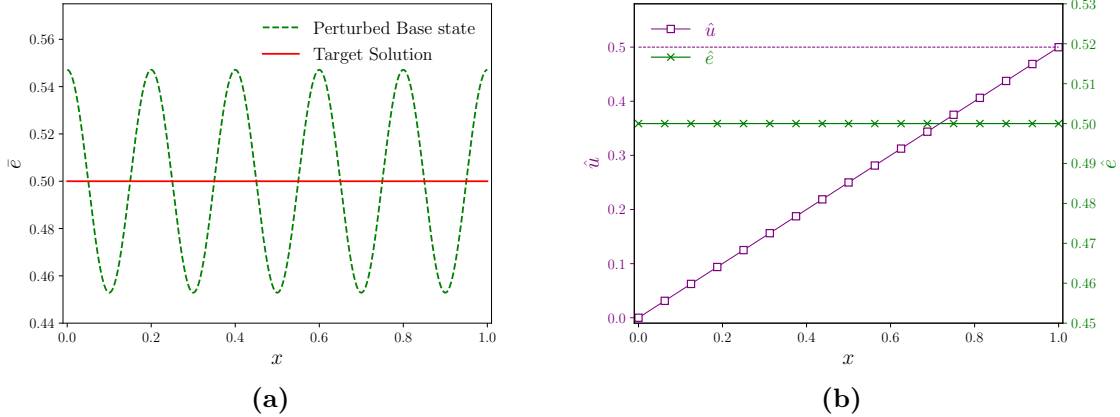 0.56
0.54
0.52
0.50
0.48
0.46
0.44
ē
Perturbed Base state
Target Solution
0.0 0.2 0.4 0.6 0.8 1.0
x
(a)
0.5
0.4
0.3
0.2
0.1
0.0
û
û
ê
0.53
0.52
0.51
0.50
0.49
0.48
0.47
0.46
0.45
ê
0.0 0.2 0.4 0.6 0.8 1.0
x
(b)